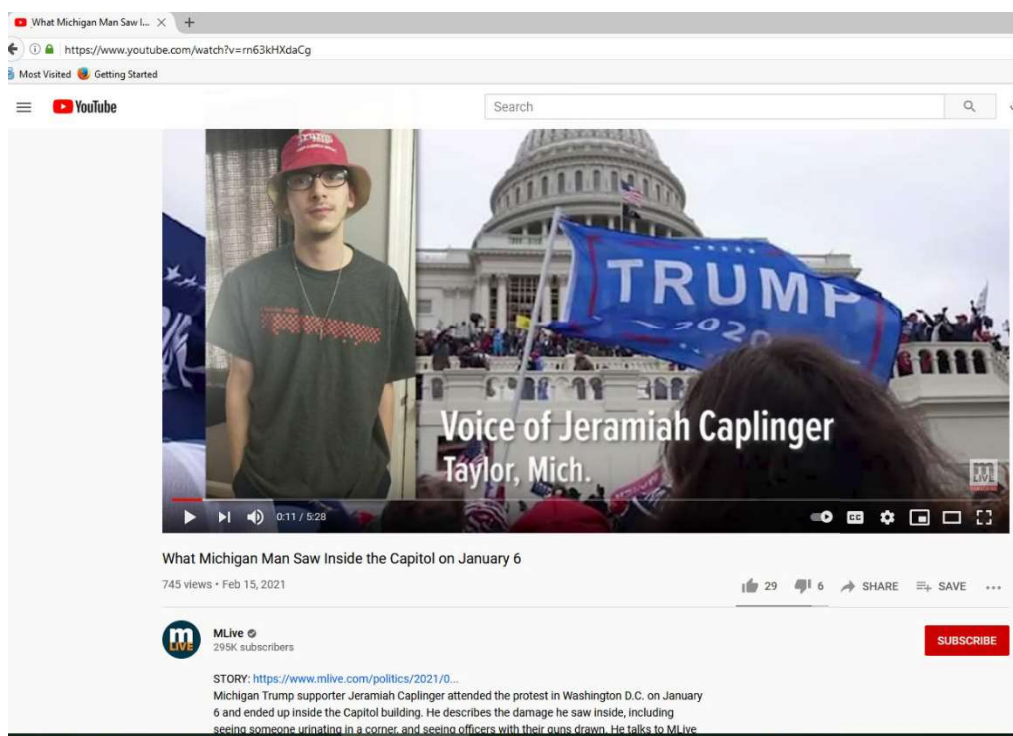 What Michigan Man Saw I...
https://www.youtube.com/watch?v=rn63kHXdaCg
Most Visited Getting Started
YouTube
Search
TRUMP
2020
Voice of Jeramiah Caplinger
Taylor, Mich.
m
LIVE
0:11 / 5:28
CC
What Michigan Man Saw Inside the Capitol on January 6
745 views • Feb 15, 2021
29 6 SHARE SAVE
m
LIVE
MLive
295K subscribers
SUBSCRIBE
STORY: https://www.mlive.com/politics/2021/0...
Michigan Trump supporter Jeramiah Caplinger attended the protest in Washington D.C. on January
6 and ended up inside the Capitol building. He describes the damage he saw inside, including
seeing someone urinating in a corner, and seeing officers with their guns drawn. He talks to MLive